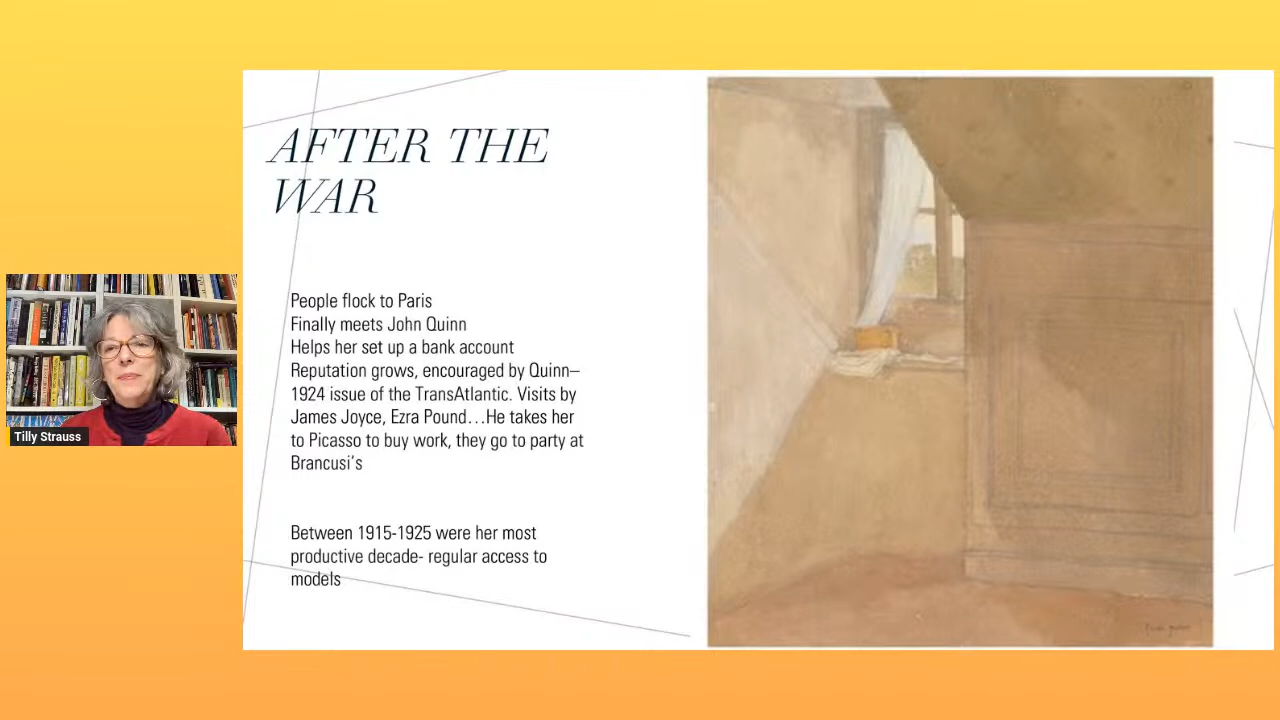 AFTER THE
WAR
People flock to Paris
Finally meets John Quinn
Helps her set up a bank account
Reputation grows, encouraged by Quinn–
1924 issue of the TransAtlantic. Visits by
James Joyce, Ezra Pound…He takes her
to Picasso to buy work, they go to party at
Brancusi's
Between 1915-1925 were her most
productive decade- regular access to
models
Tilly Strauss